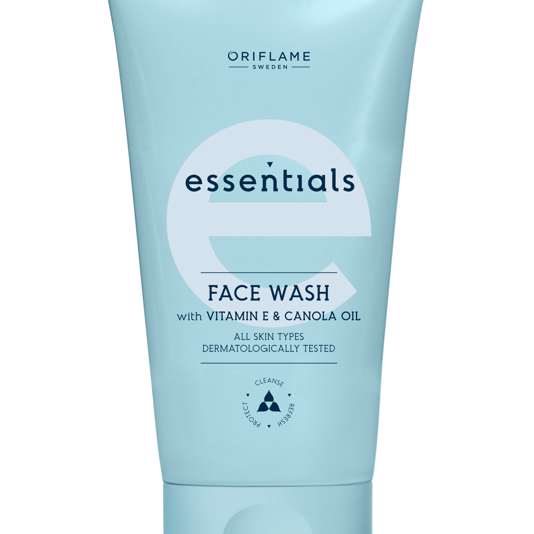 ORIFLAME
SWEDEN
essentials
FACE WASH
with VITAMIN E & CANOLA OIL
ALL SKIN TYPES
DERMATOLOGICALLY TESTED
CLEANSE
REFRESH
PROTECT